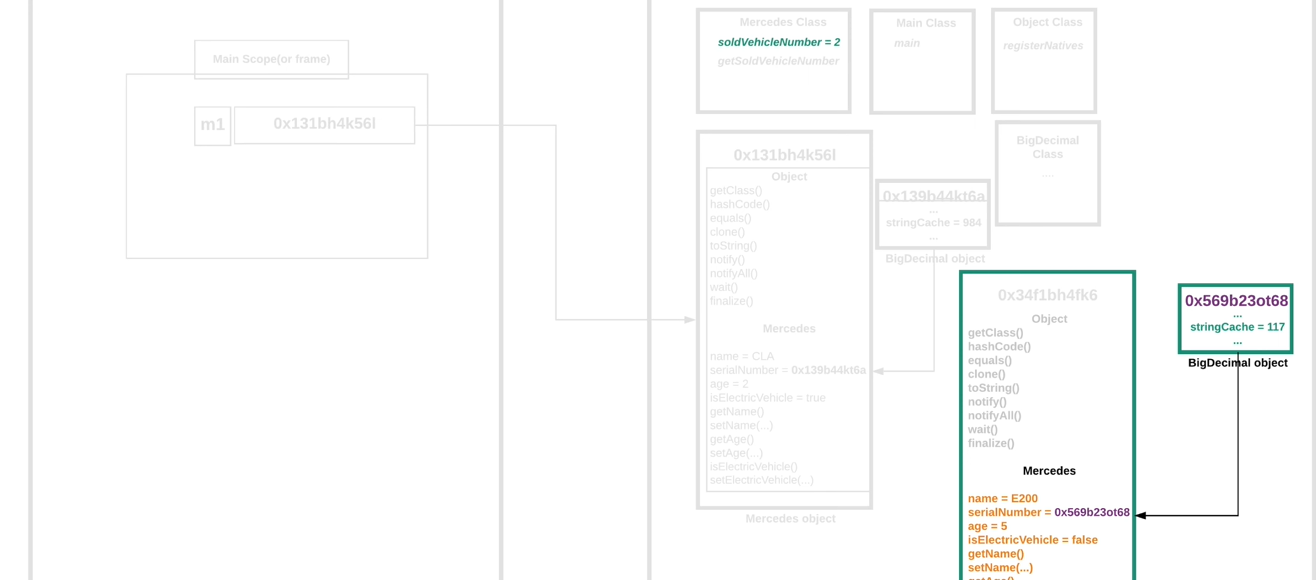 Main Scope(or frame)
m1
0x131bh4k56l
Mercedes Class
soldVehicleNumber = 2
getSoldVehicleNumber
Main Class
main
Object Class
registerNatives
BigDecimal
Class
.....
0x131bh4k56l
Object
getClass()
hashCode()
equals()
clone()
toString()
notify()
notifyAll()
wait()
finalize()
Mercedes
name = CLA
serialNumber = 0x139b44kt6a
age = 2
isElectricVehicle = true
getName()
setName(...)
getAge()
setAge(...)
isElectricVehicle()
setElectricVehicle(...)
Mercedes object
0x139b44kt6a
...
stringCache = 984
...
BigDecimal object
0x34f1bh4fk6
Object
getClass()
hashCode()
equals()
clone()
toString()
notify()
notifyAll()
wait()
finalize()
Mercedes
name = E200
serialNumber = 0x569b23ot68
age = 5
isElectricVehicle = false
getName()
setName(...)
0x569b23ot68
...
stringCache = 117
...
BigDecimal object